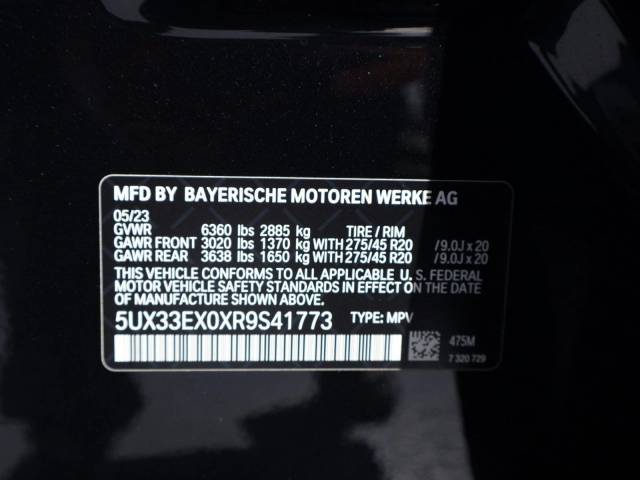 MFD BY BAYERISCHE MOTOREN WERKE AG
05/23
GVWR 6360 lbs 2885 kg TIRE / RIM
GAWR FRONT 3020 lbs 1370 kg WITH 275/45 R20 / 9.0J x 20
GAWR REAR 3638 lbs 1650 kg WITH 275/45 R20 / 9.0J x 20
THIS VEHICLE CONFORMS TO ALL APPLICABLE U. S. FEDERAL
MOTOR VEHICLE SAFETY STANDARDS IN EFFECT ON
THE DATE OF MANUFACTURE SHOWN ABOVE.
5UX33EX0XR9S41773 TYPE: MPV
475M
7 320 729